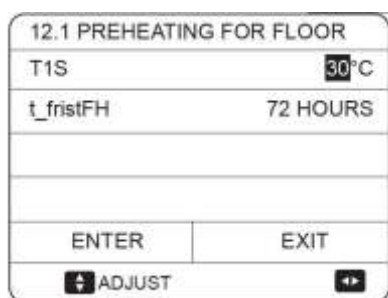 12.1 PREHEATING FOR FLOOR
T1S 30°C
t_fristFH 72 HOURS
ENTER EXIT
ADJUST